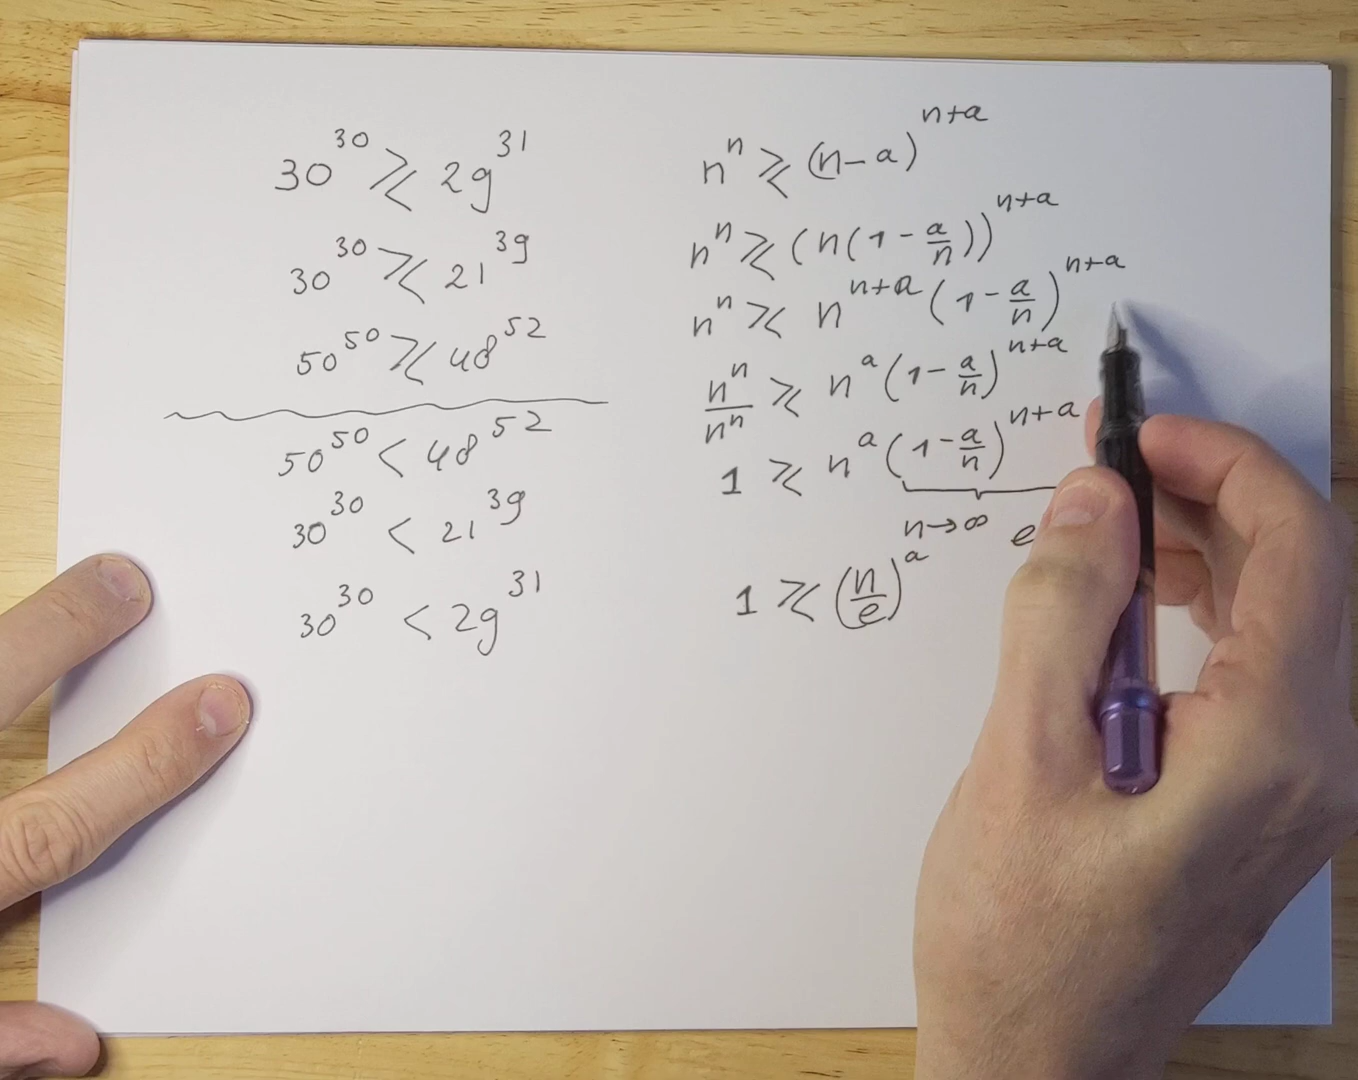 30^30 ⋛ 29^31
30^30 ⋛ 21^39
50^50 ⋛ 48^52
50^50 < 48^52
30^30 < 21^39
30^30 < 29^31
n^n ⋛ (n-a)^(n+a)
n^n ⋛ (n(1-a/n))^(n+a)
n^n ⋛ n^(n+a) (1-a/n)^(n+a)
n^n/n^n ⋛ n^a (1-a/n)^(n+a)
1 ⋛ n^a (1-a/n)^(n+a)
n→∞ e
1 ⋛ (n/e)^a